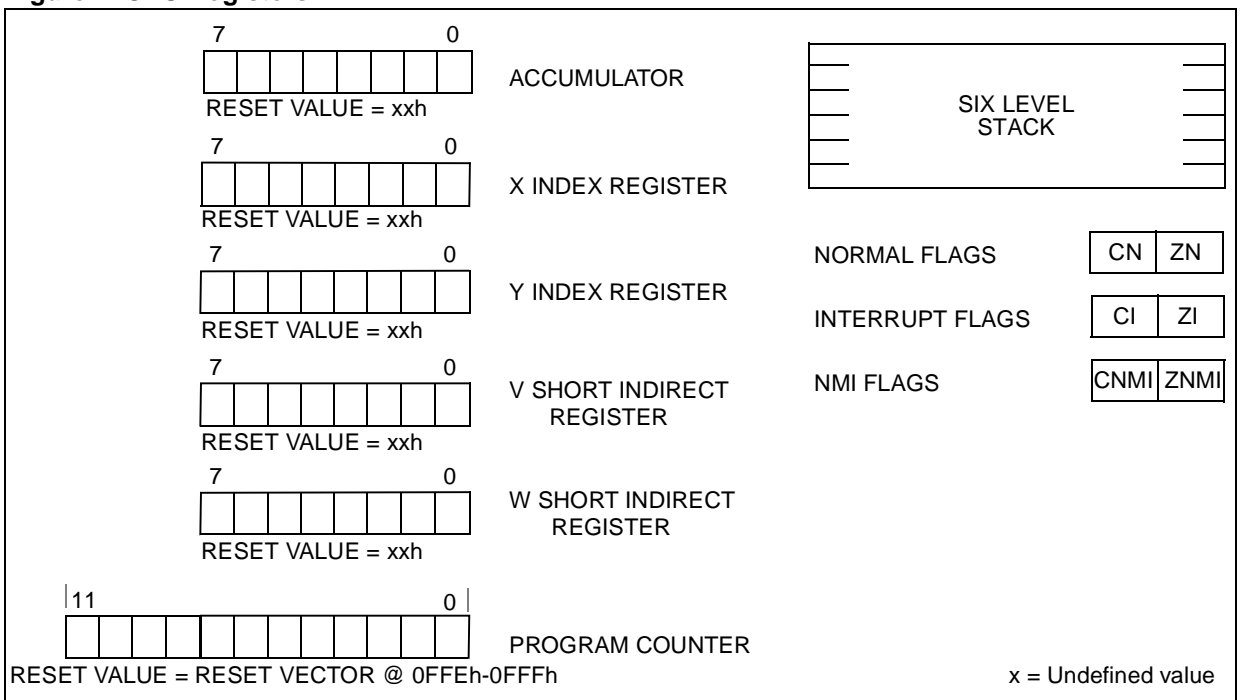 7 0
ACCUMULATOR
RESET VALUE = xxh
7 0
X INDEX REGISTER
RESET VALUE = xxh
7 0
Y INDEX REGISTER
RESET VALUE = xxh
7 0
V SHORT INDIRECT
REGISTER
RESET VALUE = xxh
7 0
W SHORT INDIRECT
REGISTER
RESET VALUE = xxh
11 0
PROGRAM COUNTER
RESET VALUE = RESET VECTOR @ 0FFEh-0FFFh
SIX LEVEL
STACK
NORMAL FLAGS CN ZN
INTERRUPT FLAGS CI ZI
NMI FLAGS CNMI ZNMI
x = Undefined value